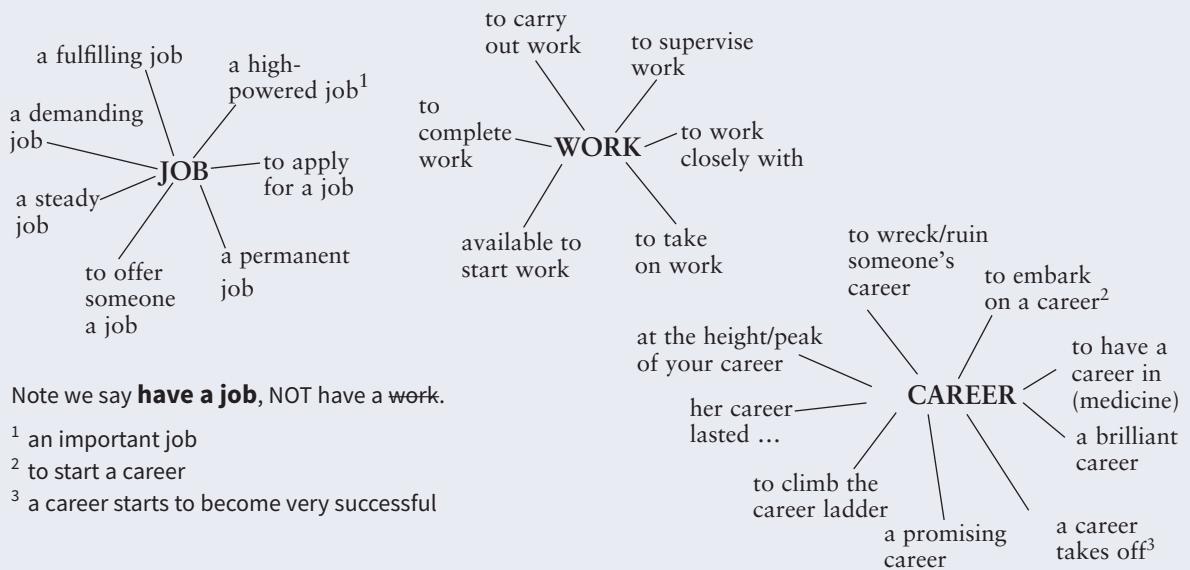 a fulfilling job
a high-
powered job¹
a demanding
job
JOB
to apply
for a job
a steady
job
a permanent
job
to offer
someone
a job
to carry
out work
to supervise
work
to
complete
work
WORK
to work
closely with
available to
start work
to take
on work
to wreck/ruin
someone's
career
to embark
on a career²
at the height/peak
of your career
to have a
career in
(medicine)
CAREER
her career
lasted …
a brilliant
career
to climb the
career ladder
a promising
career
a career
takes off³
Note we say have a job, NOT have a work.
¹ an important job
² to start a career
³ a career starts to become very successful